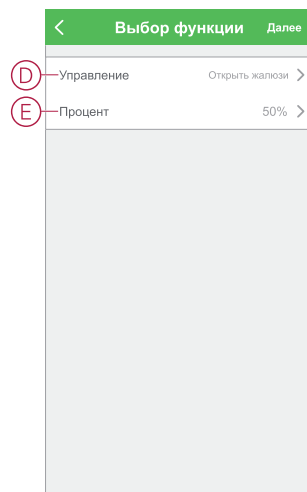 Выбор функции Далее
D Управление Открыть жалюзи
E Процент 50%